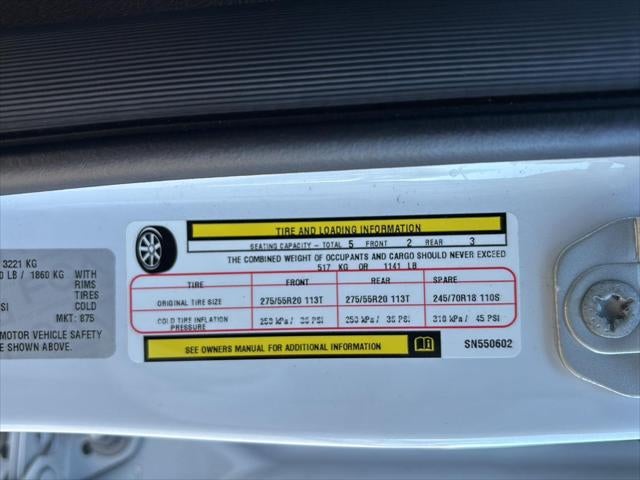 3221 KG
0 LB / 1860 KG WITH
RIMS
TIRES
SI COLD
MKT: 875
MOTOR VEHICLE SAFETY
E SHOWN ABOVE.
TIRE AND LOADING INFORMATION
SEATING CAPACITY - TOTAL 5 FRONT 2 REAR 3
THE COMBINED WEIGHT OF OCCUPANTS AND CARGO SHOULD NEVER EXCEED
517 KG OR 1141 LB
TIRE FRONT REAR SPARE
ORIGINAL TIRE SIZE 275/55R20 113T 275/55R20 113T 245/70R18 110S
COLD TIRE INFLATION PRESSURE 250 kPa / 36 PSI 250 kPa / 36 PSI 310 kPa / 45 PSI
SEE OWNERS MANUAL FOR ADDITIONAL INFORMATION
SN550602